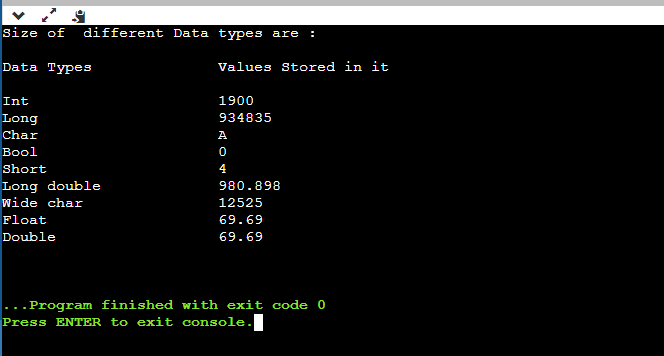 Size of  different Data types are :
Data Types               Values Stored in it
Int                      1900
Long                     934835
Char                     A
Bool                     0
Short                    4
Long double              980.898
Wide char                12525
Float                    69.69
Double                   69.69
...Program finished with exit code 0
Press ENTER to exit console.